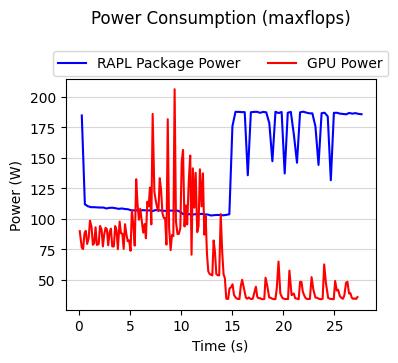 Power Consumption (maxflops)
RAPL Package Power GPU Power
200
175
150
125
100
75
50
Power (W)
0 5 10 15 20 25
Time (s)